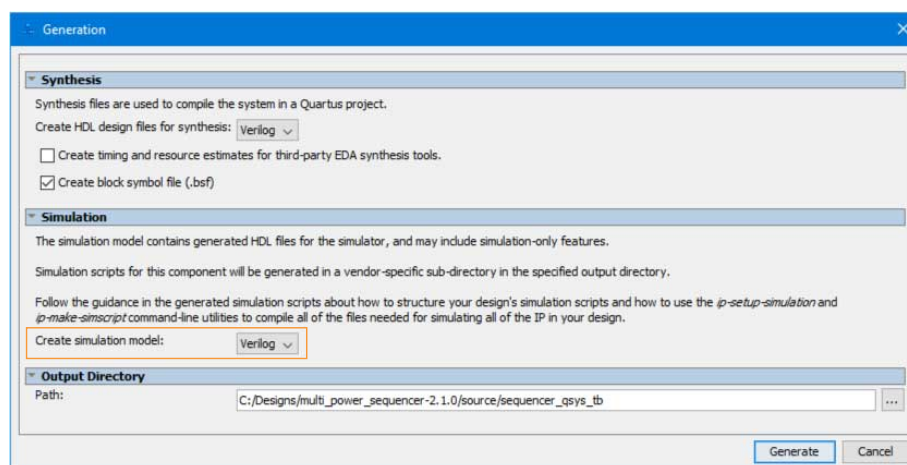 Generation
Synthesis
Synthesis files are used to compile the system in a Quartus project.
Create HDL design files for synthesis: Verilog
Create timing and resource estimates for third-party EDA synthesis tools.
Create block symbol file (.bsf)
Simulation
The simulation model contains generated HDL files for the simulator, and may include simulation-only features.
Simulation scripts for this component will be generated in a vendor-specific sub-directory in the specified output directory.
Follow the guidance in the generated simulation scripts about how to structure your design's simulation scripts and how to use the ip-setup-simulation and
ip-make-simscript command-line utilities to compile all of the files needed for simulating all of the IP in your design.
Create simulation model: Verilog
Output Directory
Path: C:/Designs/multi_power_sequencer-2.1.0/source/sequencer_qsys_tb ...
Generate Cancel